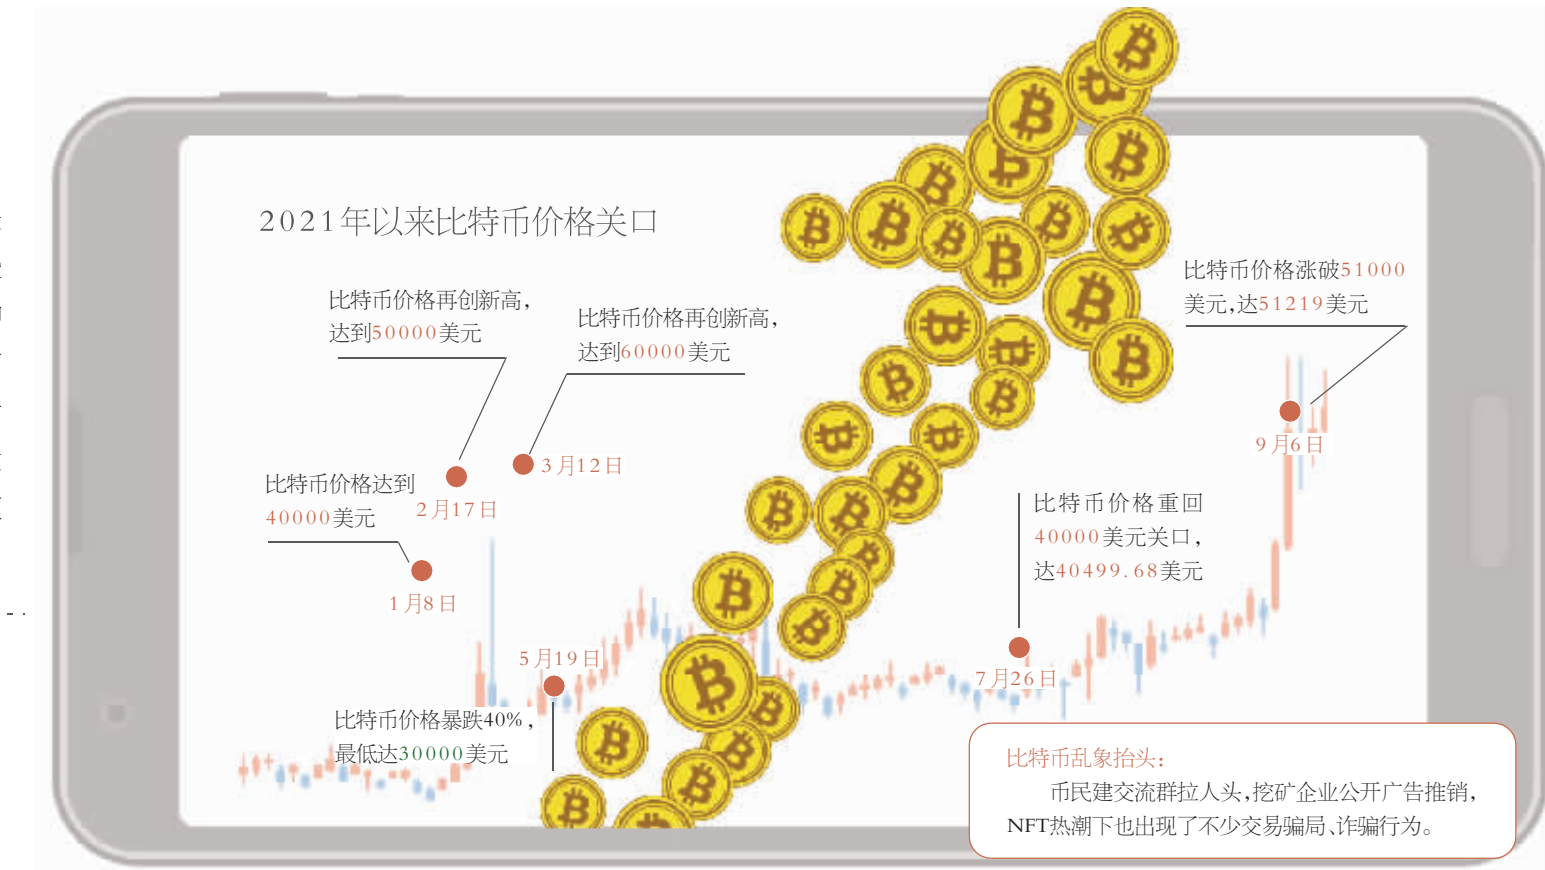 2021年以来比特币价格关口
比特币价格达到
40000美元
1月8日
比特币价格再创新高,
达到50000美元
2月17日
比特币价格再创新高,
达到60000美元
3月12日
5月19日
比特币价格暴跌40%,
最低达30000美元
比特币价格重回
40000美元关口,
达40499.68美元
7月26日
比特币价格涨破51000
美元,达51219美元
9月6日
比特币乱象抬头:
币民建交流群拉人头,挖矿企业公开广告推销,
NFT热潮下也出现了不少交易骗局、诈骗行为。